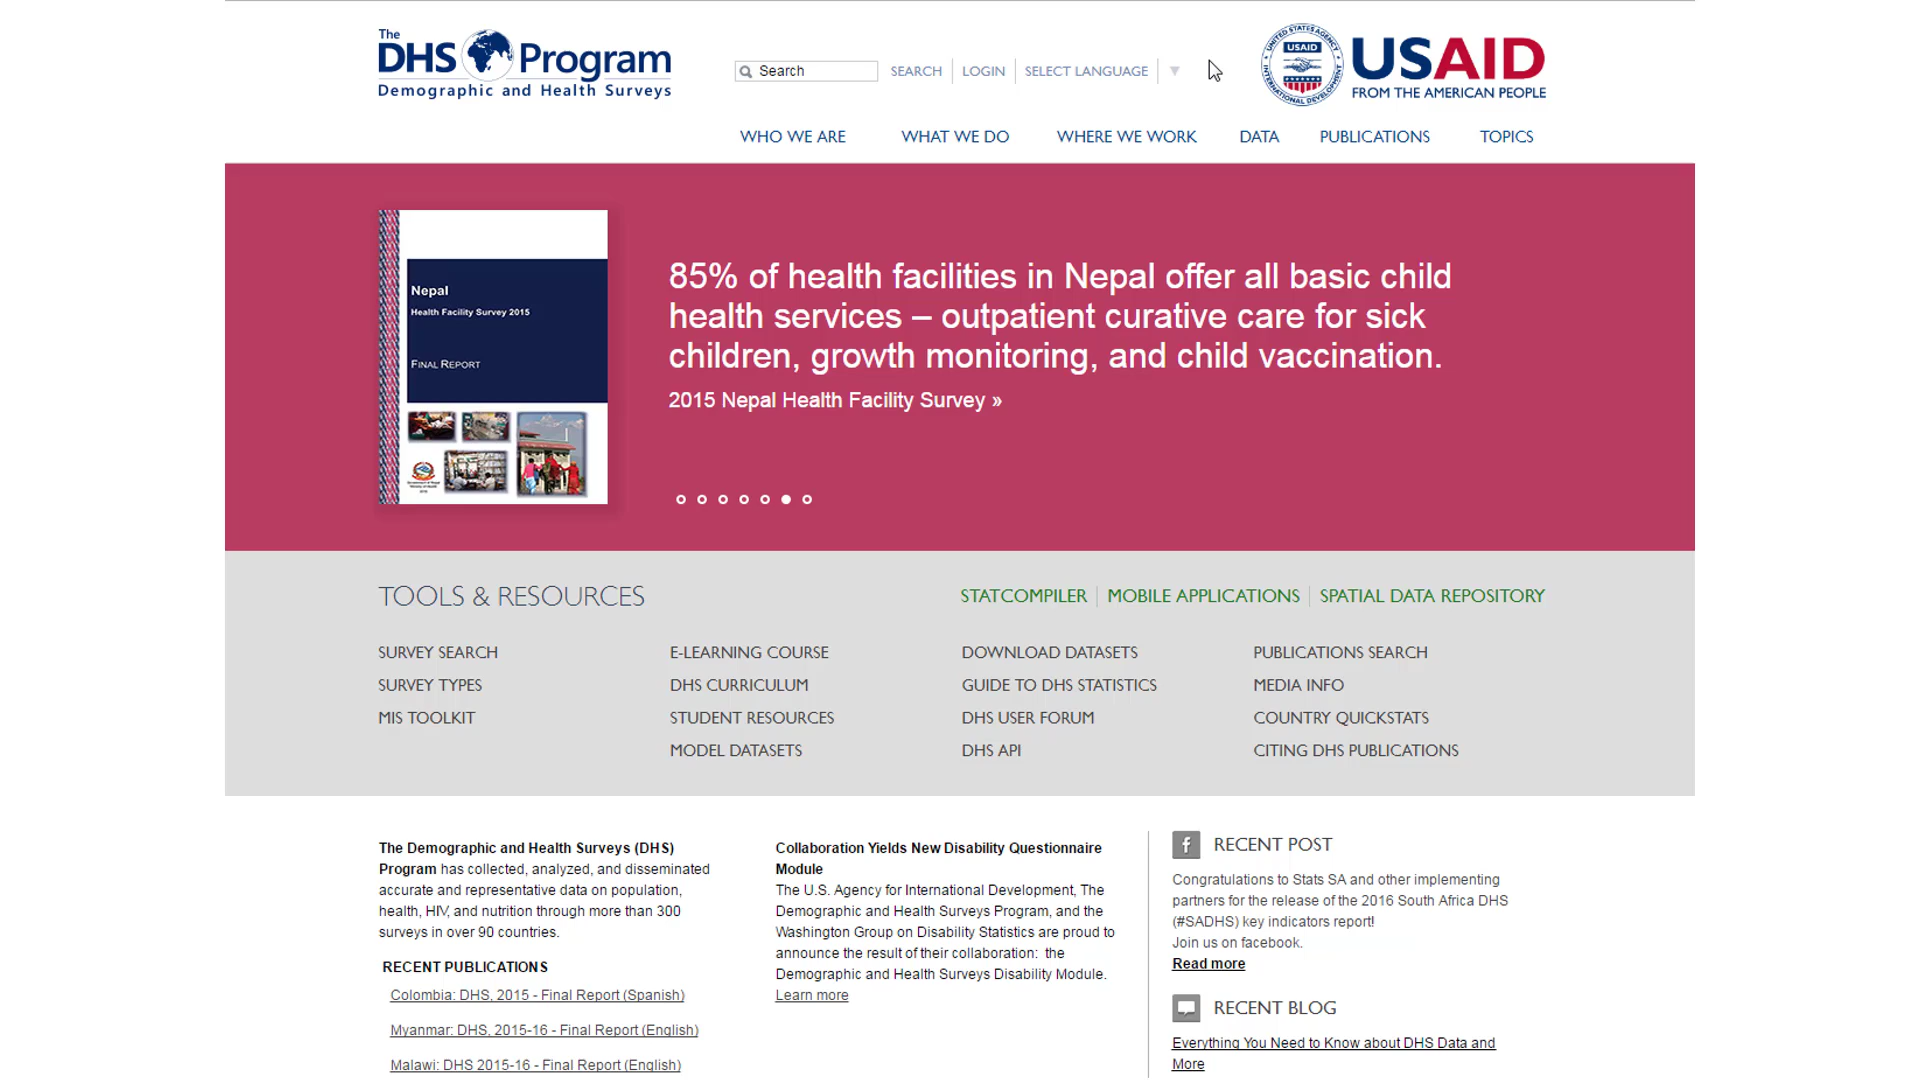 The
DHS Program
Demographic and Health Surveys
Search
SEARCH
LOGIN
SELECT LANGUAGE
USAID
UNITED STATES AGENCY
INTERNATIONAL DEVELOPMENT
USAID
FROM THE AMERICAN PEOPLE
WHO WE ARE
WHAT WE DO
WHERE WE WORK
DATA
PUBLICATIONS
TOPICS
Nepal
Health Facility Survey 2015
FINAL REPORT
85% of health facilities in Nepal offer all basic child
health services – outpatient curative care for sick
children, growth monitoring, and child vaccination.
2015 Nepal Health Facility Survey »
TOOLS & RESOURCES
STATCOMPILER
MOBILE APPLICATIONS
SPATIAL DATA REPOSITORY
SURVEY SEARCH
SURVEY TYPES
MIS TOOLKIT
E-LEARNING COURSE
DHS CURRICULUM
STUDENT RESOURCES
MODEL DATASETS
DOWNLOAD DATASETS
GUIDE TO DHS STATISTICS
DHS USER FORUM
DHS API
PUBLICATIONS SEARCH
MEDIA INFO
COUNTRY QUICKSTATS
CITING DHS PUBLICATIONS
The Demographic and Health Surveys (DHS)
Program has collected, analyzed, and disseminated
accurate and representative data on population,
health, HIV, and nutrition through more than 300
surveys in over 90 countries.
RECENT PUBLICATIONS
Colombia: DHS, 2015 - Final Report (Spanish)
Myanmar: DHS, 2015-16 - Final Report (English)
Malawi: DHS 2015-16 - Final Report (English)
Collaboration Yields New Disability Questionnaire
Module
The U.S. Agency for International Development, The
Demographic and Health Surveys Program, and the
Washington Group on Disability Statistics are proud to
announce the result of their collaboration: the
Demographic and Health Surveys Disability Module.
Learn more
RECENT POST
Congratulations to Stats SA and other implementing
partners for the release of the 2016 South Africa DHS
(#SADHS) key indicators report!
Join us on facebook.
Read more
RECENT BLOG
Everything You Need to Know about DHS Data and
More